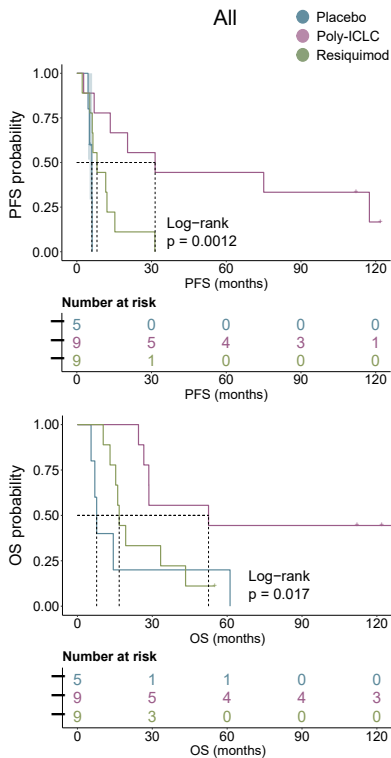 All
Placebo
Poly-ICLC
Resiquimod
PFS probability
1.00
0.75
0.50
0.25
0.00
Log−rank
p = 0.0012
0 30 60 90 120
PFS (months)
Number at risk
5 0 0 0 0
9 5 4 3 1
9 1 0 0 0
0 30 60 90 120
PFS (months)
OS probability
1.00
0.75
0.50
0.25
0.00
Log−rank
p = 0.017
0 30 60 90 120
OS (months)
Number at risk
5 1 1 0 0
9 5 4 4 3
9 3 0 0 0
0 30 60 90 120
OS (months)